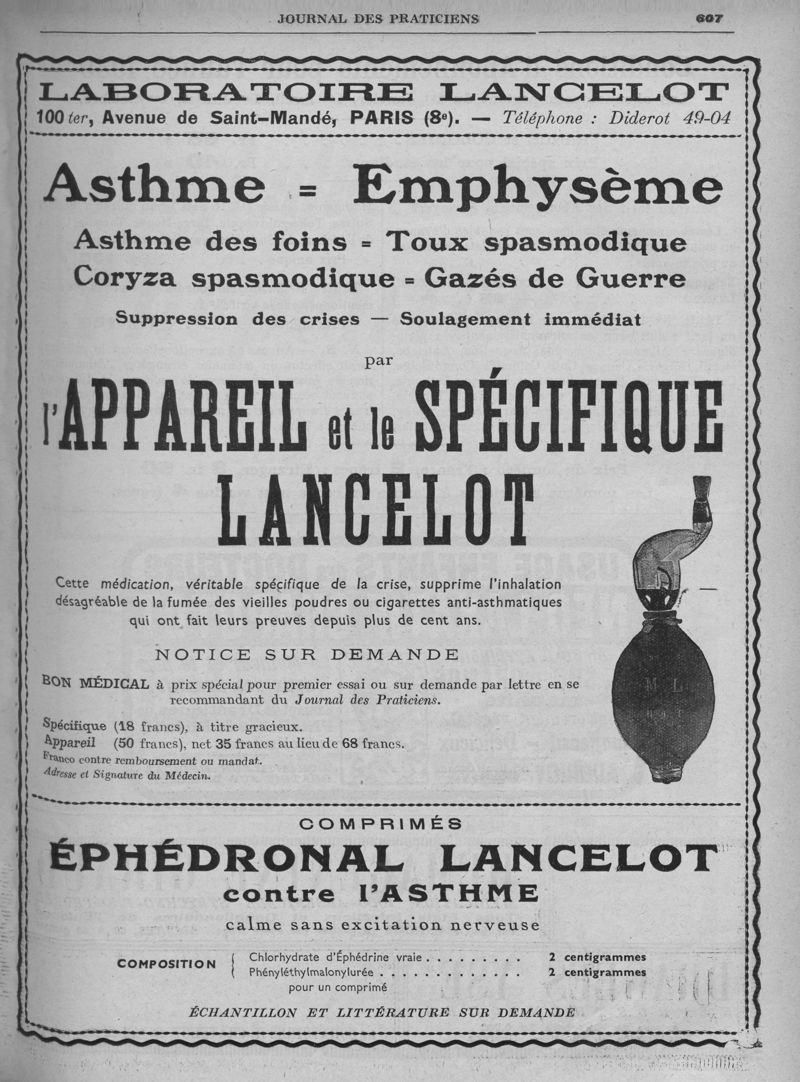 JOURNAL DES PRATICIENS 607
LABORATOIRE LANCELOT
100 ter, Avenue de Saint-Mandé, PARIS (8e). — Téléphone : Diderot 49-04
Asthme = Emphysème
Asthme des foins = Toux spasmodique
Coryza spasmodique = Gazés de Guerre
Suppression des crises — Soulagement immédiat
par
l'APPAREIL et le SPÉCIFIQUE
LANCELOT
Cette médication, véritable spécifique de la crise, supprime l'inhalation
désagréable de la fumée des vieilles poudres ou cigarettes anti-asthmatiques
qui ont fait leurs preuves depuis plus de cent ans.
NOTICE SUR DEMANDE
BON MÉDICAL à prix spécial pour premier essai ou sur demande par lettre en se
recommandant du Journal des Praticiens.
Spécifique (18 francs), à titre gracieux.
Appareil (50 francs), net 35 francs au lieu de 68 francs.
Franco contre remboursement ou mandat.
Adresse et Signature du Médecin.
M L
COMPRIMÉS
ÉPHÉDRONAL LANCELOT
contre l'ASTHME
calme sans excitation nerveuse
COMPOSITION { Chlorhydrate d'Éphédrine vraie . . . . . . . . . 2 centigrammes
Phényléthylmalonylurée . . . . . . . . . . . . . 2 centigrammes
pour un comprimé
ÉCHANTILLON ET LITTÉRATURE SUR DEMANDE